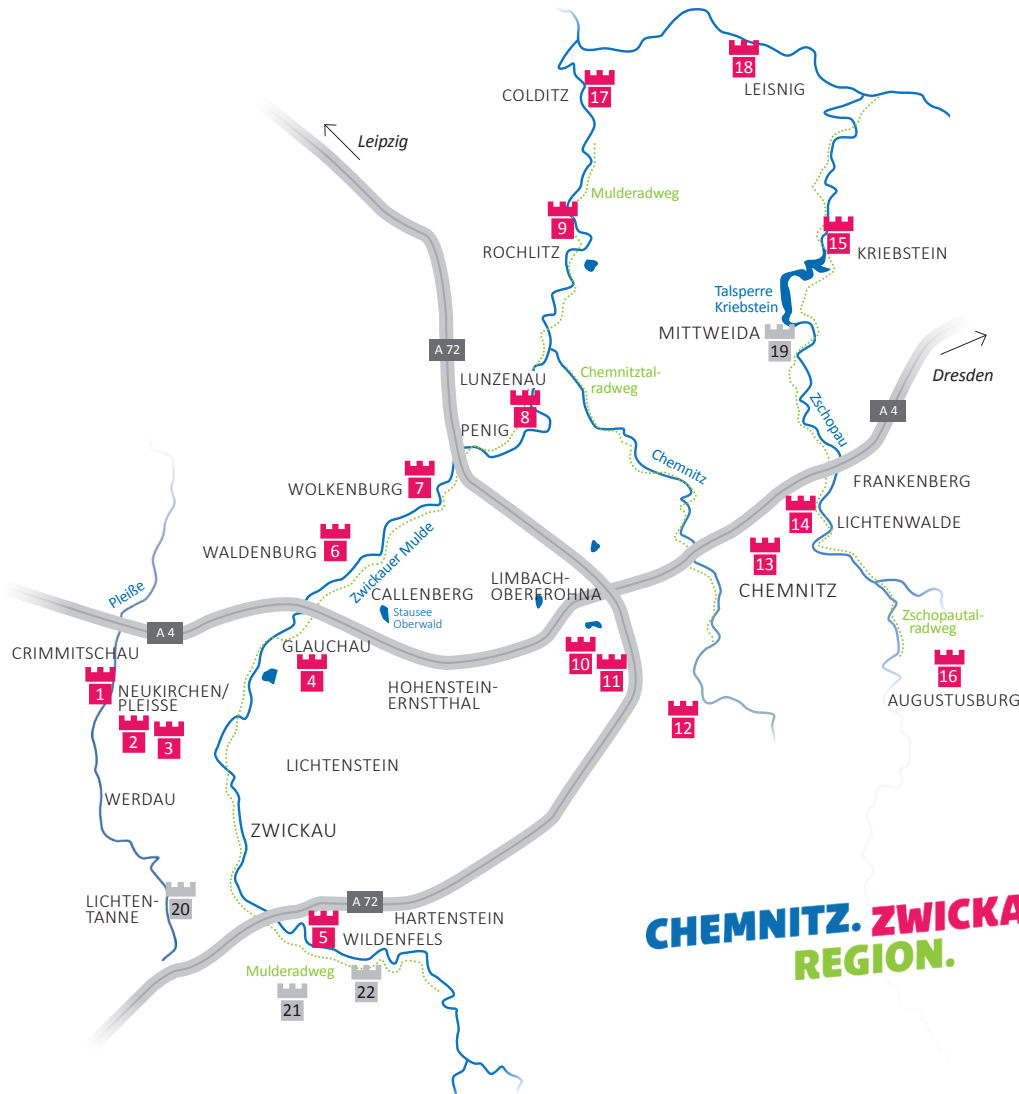 18
LEISNIG
17
COLDITZ
Leipzig
Mulderadweg
9
ROCHLITZ
15
KRIEBSTEIN
Talsperre
Kriebstein
MITTWEIDA
19
A 72
Dresden
LUNZENAU
Chemnitztal-
radweg
8
PENIG
A 4
Zschopau
Chemnitz
7
WOLKENBURG
FRANKENBERG
14
LICHTENWALDE
6
WALDENBURG
13
CHEMNITZ
Zwickauer Mulde
LIMBACH-
OBERFROHNA
CALLENBERG
Stausee
Oberwald
Pleiße
A 4
Zschopautal-
radweg
CRIMMITSCHAU
GLAUCHAU
4
10
11
16
AUGUSTUSBURG
1
NEUKIRCHEN/
PLEISSE
HOHENSTEIN-
ERNSTTHAL
2
3
12
LICHTENSTEIN
WERDAU
ZWICKAU
LICHTEN-
TANNE
20
A 72
HARTENSTEIN
5
WILDENFELS
CHEMNITZ. ZWICKA
REGION.
Mulderadweg
21
22